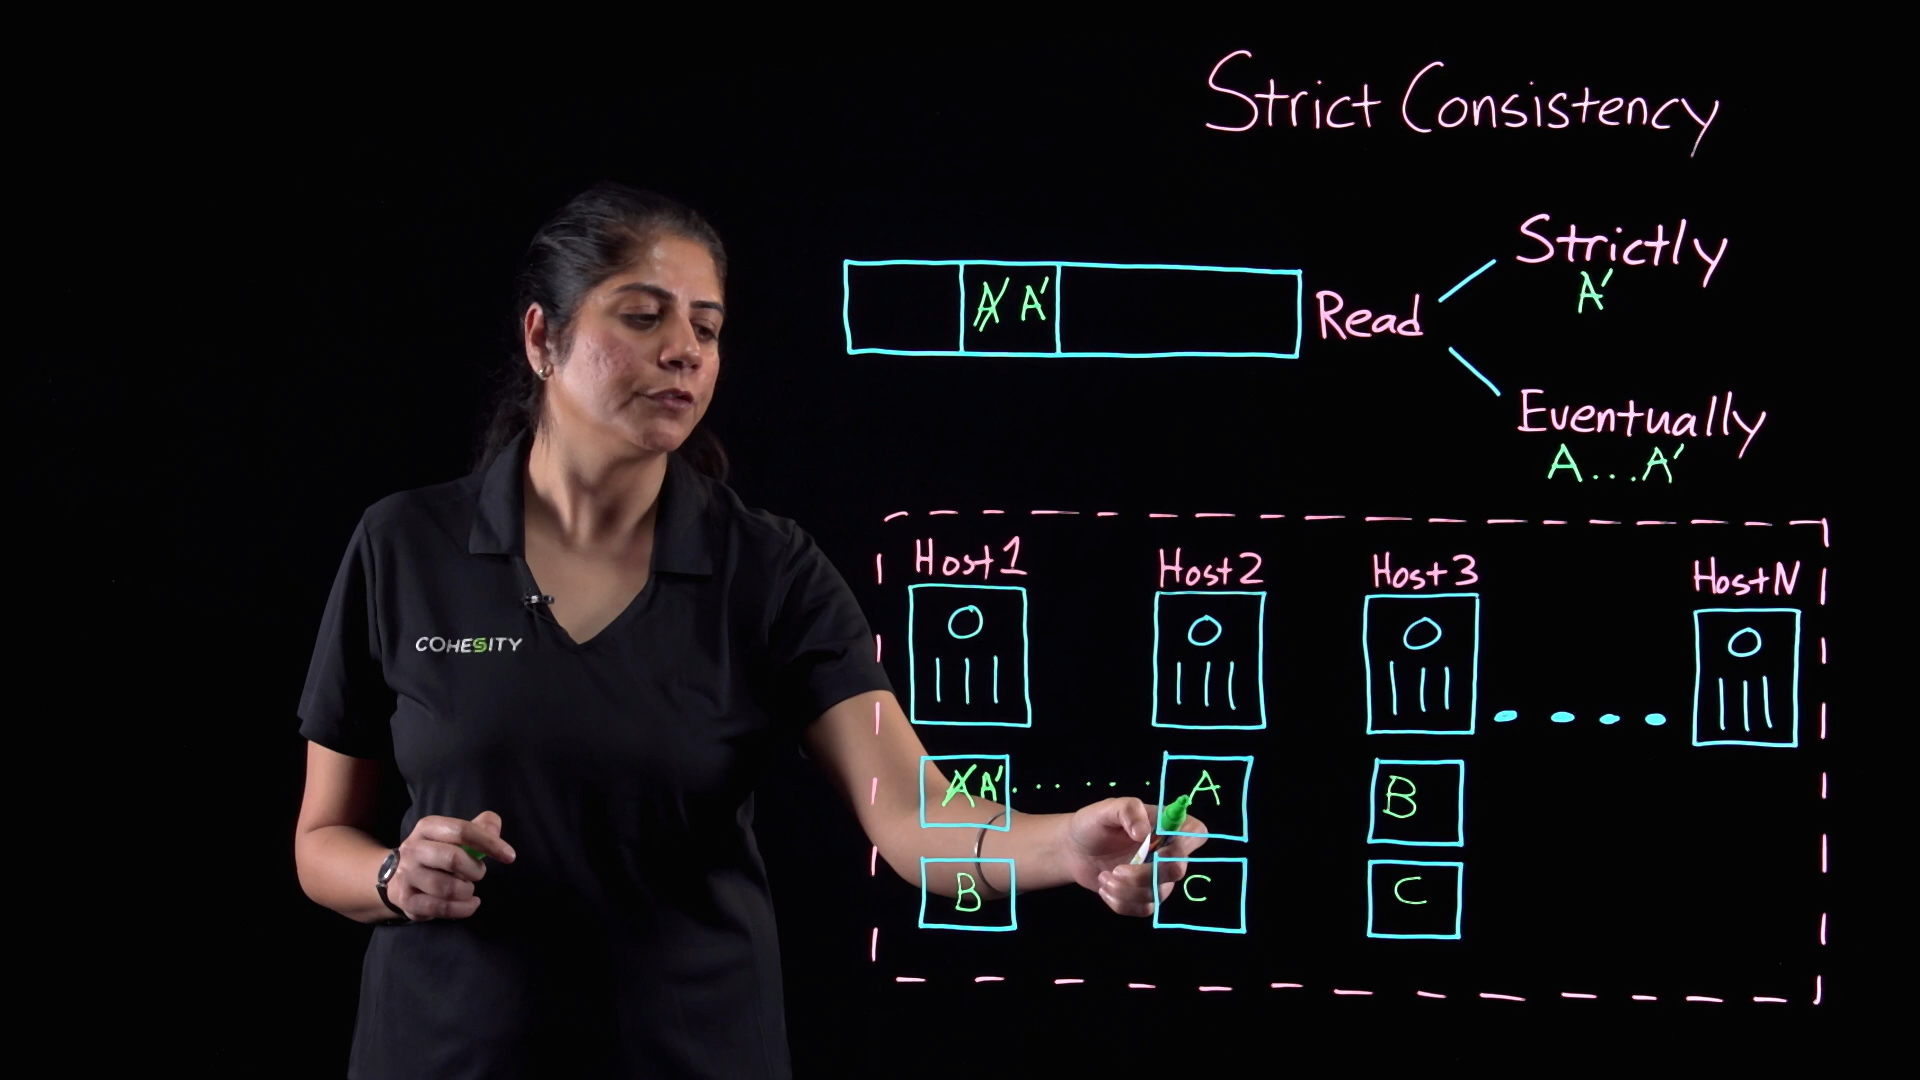 Strict Consistency
A A'
Read
Strictly
A'
Eventually
A...A'
Host1 Host2 Host3 HostN
A A' A B
B C C
COHESITY